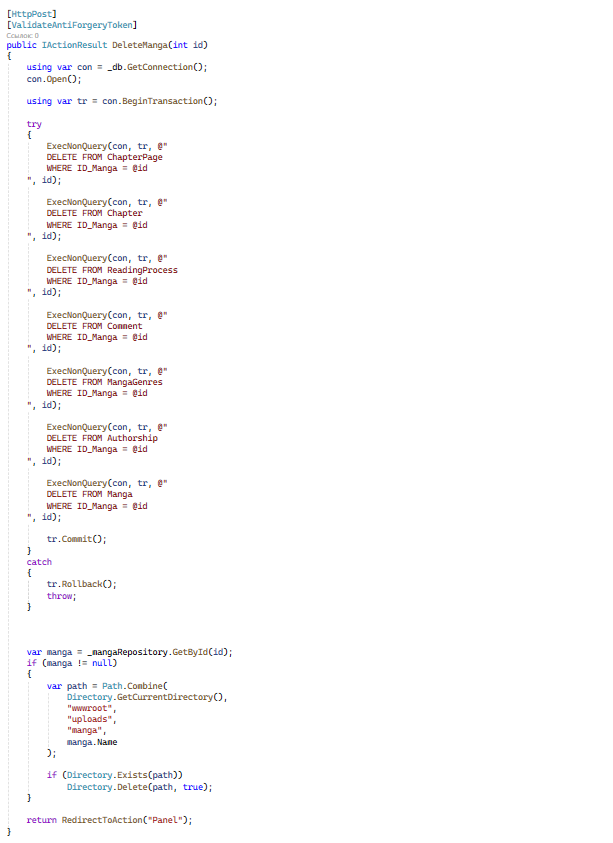 [HttpPost]
[ValidateAntiForgeryToken]
Ссылок: 0
public IActionResult DeleteManga(int id)
{
    using var con = _db.GetConnection();
    con.Open();

    using var tr = con.BeginTransaction();

    try
    {
        ExecNonQuery(con, tr, @"
        DELETE FROM ChapterPage
        WHERE ID_Manga = @id
    ", id);

        ExecNonQuery(con, tr, @"
        DELETE FROM Chapter
        WHERE ID_Manga = @id
    ", id);

        ExecNonQuery(con, tr, @"
        DELETE FROM ReadingProcess
        WHERE ID_Manga = @id
    ", id);

        ExecNonQuery(con, tr, @"
        DELETE FROM Comment
        WHERE ID_Manga = @id
    ", id);

        ExecNonQuery(con, tr, @"
        DELETE FROM MangaGenres
        WHERE ID_Manga = @id
    ", id);

        ExecNonQuery(con, tr, @"
        DELETE FROM Authorship
        WHERE ID_Manga = @id
    ", id);

        ExecNonQuery(con, tr, @"
        DELETE FROM Manga
        WHERE ID_Manga = @id
    ", id);

        tr.Commit();
    }
    catch
    {
        tr.Rollback();
        throw;
    }

    var manga = _mangaRepository.GetById(id);
    if (manga != null)
    {
        var path = Path.Combine(
            Directory.GetCurrentDirectory(),
            "wwwroot",
            "uploads",
            "manga",
            manga.Name
        );

        if (Directory.Exists(path))
            Directory.Delete(path, true);
    }

    return RedirectToAction("Panel");
}